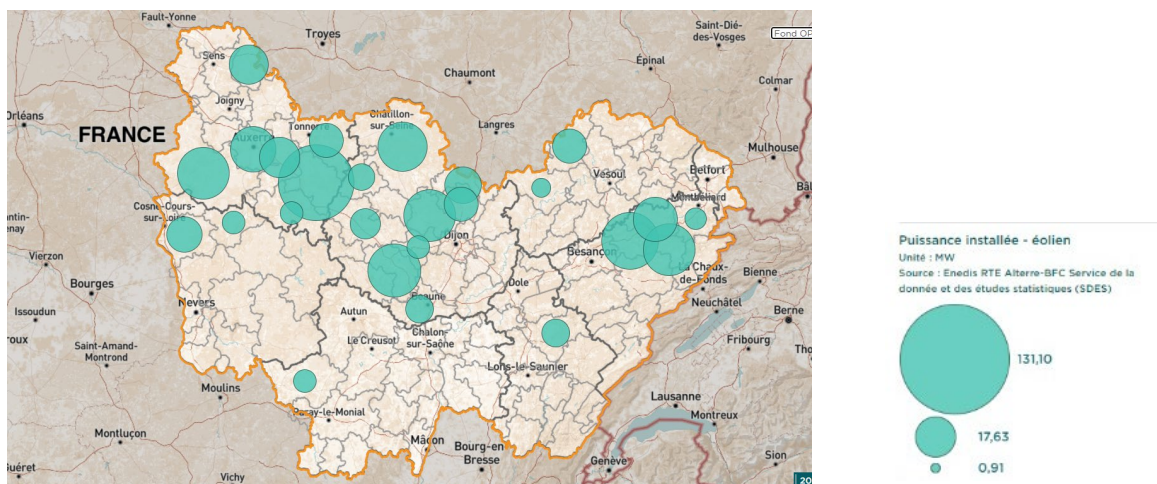 Fault-Yonne
Troyes
Saint-Dié-
des-Vosges
Fond OP
Sens
Épinal
Chaumont
Colmar
Joigny
Orléans
FRANCE
Châtillon-
sur-Seine
Langres
Tonnerre
Auxerre
Mulhouse
Vesoul
Belfort
Montbéliard
Cosne-Cours-
sur-Loire
Dijon
Besançon
Vierzon
La Chaux-
de-Fonds
Bienne
Bourges
Dole
Neuchâtel
Beaune
Nevers
Autun
Berne
Issoudun
Chalon-
sur-Saône
Le Creusot
Fribourg
Saint-Amand-
Montrond
Lons-le-Saunier
Moulins
Lausanne
Paray-le-Monial
Montreux
Montluçon
Mâcon
Bourg-en-
Bresse
Genève
Sion
Guéret
Vichy
20
Puissance installée - éolien
Unité : MW
Source : Enedis RTE Alterre-BFC Service de la
donnée et des études statistiques (SDES)
131,10
17,63
0,91